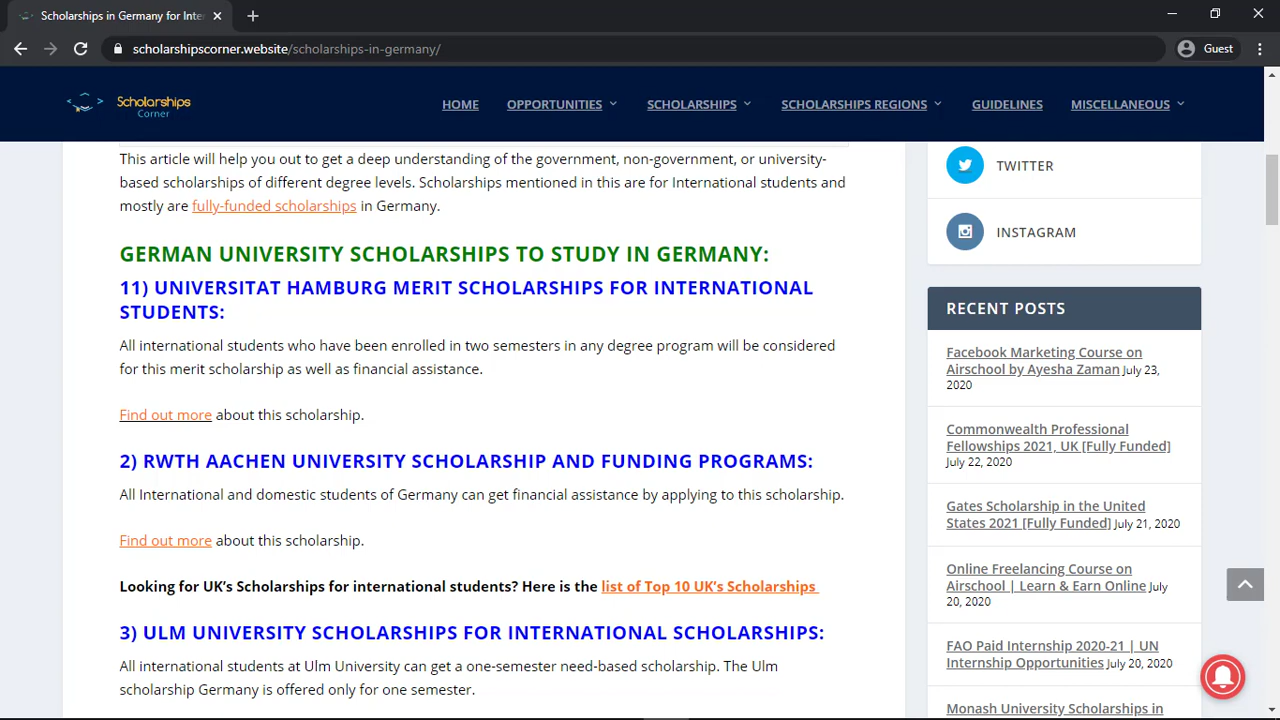 Scholarships in Germany for Inte
scholarshipscorner.website/scholarships-in-germany/
Guest
Scholarships
Corner
HOME
OPPORTUNITIES
SCHOLARSHIPS
SCHOLARSHIPS REGIONS
GUIDELINES
MISCELLANEOUS
This article will help you out to get a deep understanding of the government, non-government, or university-
based scholarships of different degree levels. Scholarships mentioned in this are for International students and
mostly are fully-funded scholarships in Germany.
GERMAN UNIVERSITY SCHOLARSHIPS TO STUDY IN GERMANY:
11) UNIVERSITAT HAMBURG MERIT SCHOLARSHIPS FOR INTERNATIONAL
STUDENTS:
All international students who have been enrolled in two semesters in any degree program will be considered
for this merit scholarship as well as financial assistance.
Find out more about this scholarship.
2) RWTH AACHEN UNIVERSITY SCHOLARSHIP AND FUNDING PROGRAMS:
All International and domestic students of Germany can get financial assistance by applying to this scholarship.
Find out more about this scholarship.
Looking for UK's Scholarships for international students? Here is the list of Top 10 UK's Scholarships
3) ULM UNIVERSITY SCHOLARSHIPS FOR INTERNATIONAL SCHOLARSHIPS:
All international students at Ulm University can get a one-semester need-based scholarship. The Ulm
scholarship Germany is offered only for one semester.
TWITTER
INSTAGRAM
RECENT POSTS
Facebook Marketing Course on
Airschool by Ayesha Zaman July 23,
2020
Commonwealth Professional
Fellowships 2021, UK [Fully Funded]
July 22, 2020
Gates Scholarship in the United
States 2021 [Fully Funded] July 21, 2020
Online Freelancing Course on
Airschool | Learn & Earn Online July
20, 2020
FAO Paid Internship 2020-21 | UN
Internship Opportunities July 20, 2020
Monash University Scholarships in